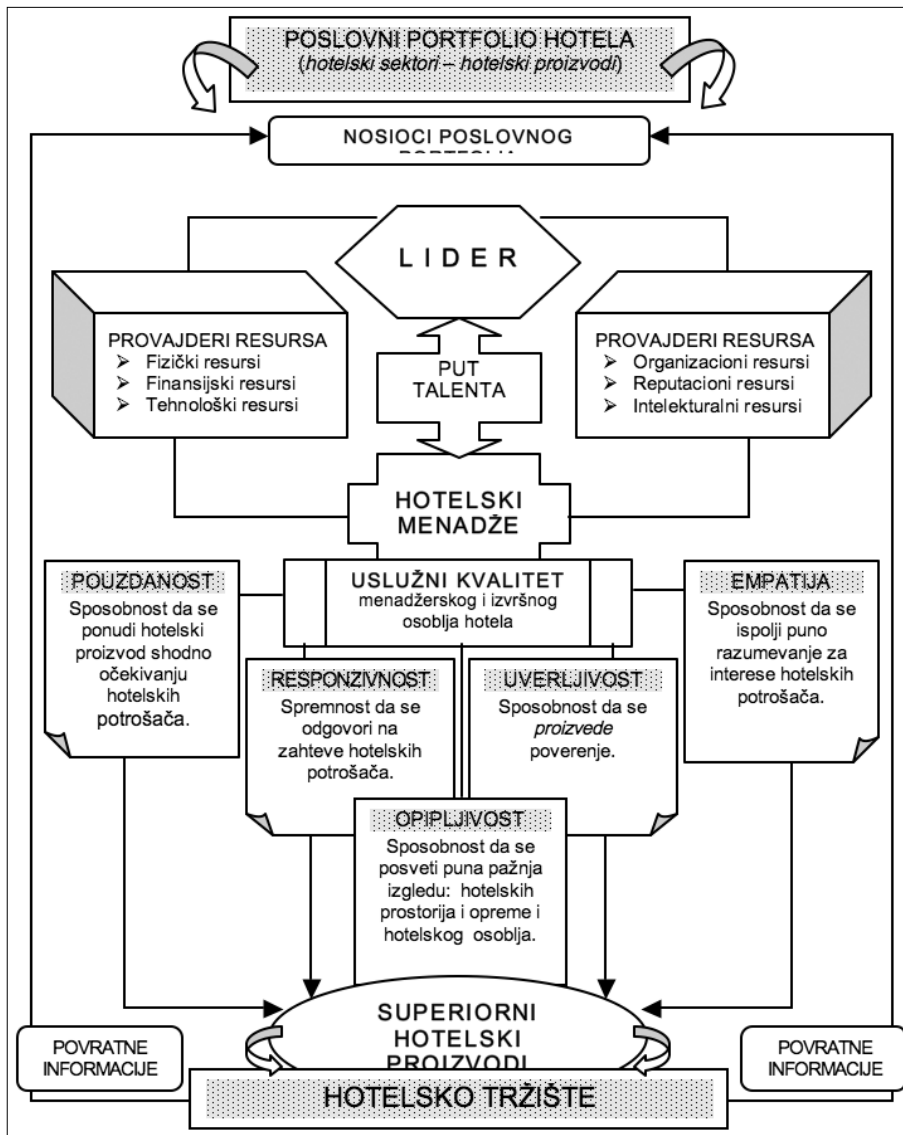 POSLOVNI PORTFOLIO HOTELA
(hotelski sektori – hotelski proizvodi)
NOSIOCI POSLOVNOG
PORTFOLIJA
L I D E R
PROVAJDERI RESURSA
➢ Fizički resursi
➢ Finansijski resursi
➢ Tehnološki resursi
PUT
TALENTA
PROVAJDERI RESURSA
➢ Organizacioni resursi
➢ Reputacioni resursi
➢ Intelekturalni resursi
HOTELSKI
MENADŽE
POUZDANOST
Sposobnost da se
ponudi hotelski
proizvod shodno
očekivanju
hotelskih
potrošača.
USLUŽNI KVALITET
menadžerskog i izvršnog
osoblja hotela
EMPATIJA
Sposobnost da se
ispolji puno
razumevanje za
interese hotelskih
potrošača.
RESPONZIVNOST
Spremnost da se
odgovori na
zahteve hotelskih
potrošača.
UVERLJIVOST
Sposobnost da se
proizvede
poverenje.
OPIPLJIVOST
Sposobnost da se
posveti puna pažnja
izgledu: hotelskih
prostorija i opreme i
hotelskog osoblja.
SUPERIORNI
HOTELSKI
PROIZVODI
POVRATNE
INFORMACIJE
POVRATNE
INFORMACIJE
HOTELSKO TRŽIŠTE